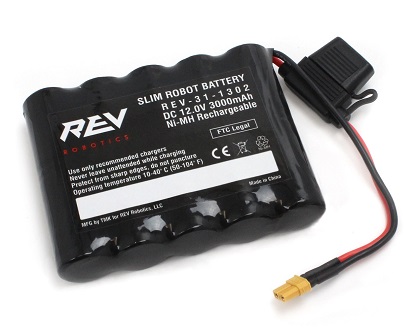 REV
ROBOTICS
SLIM ROBOT BATTERY
REV-31-1302
DC 12.0V 3000mAh
Ni-MH Rechargeable
FTC Legal
CE
Use only recommended chargers
Never leave unattended while charging
Protect from sharp edges, do not puncture
Operating temperature 10-40°C (50-104°F)
Made in China
Assembled by TMK for REV Robotics, LLC